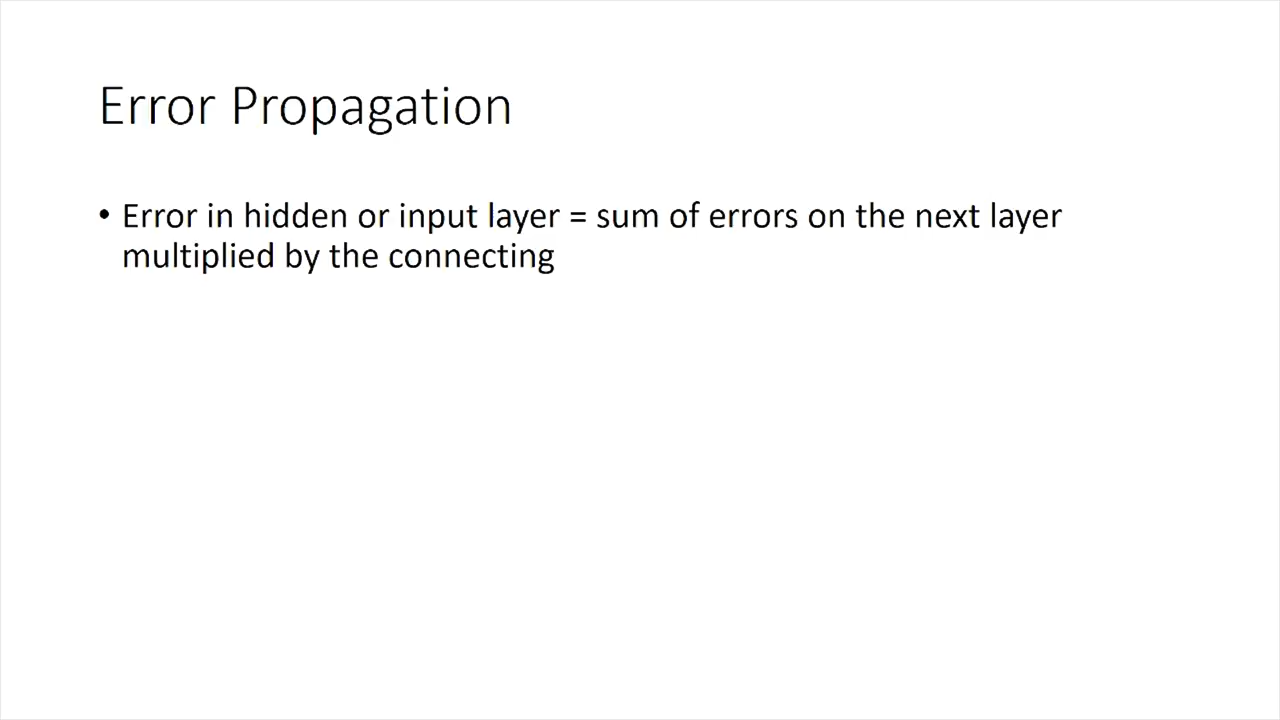 Error Propagation
• Error in hidden or input layer = sum of errors on the next layer
multiplied by the connecting